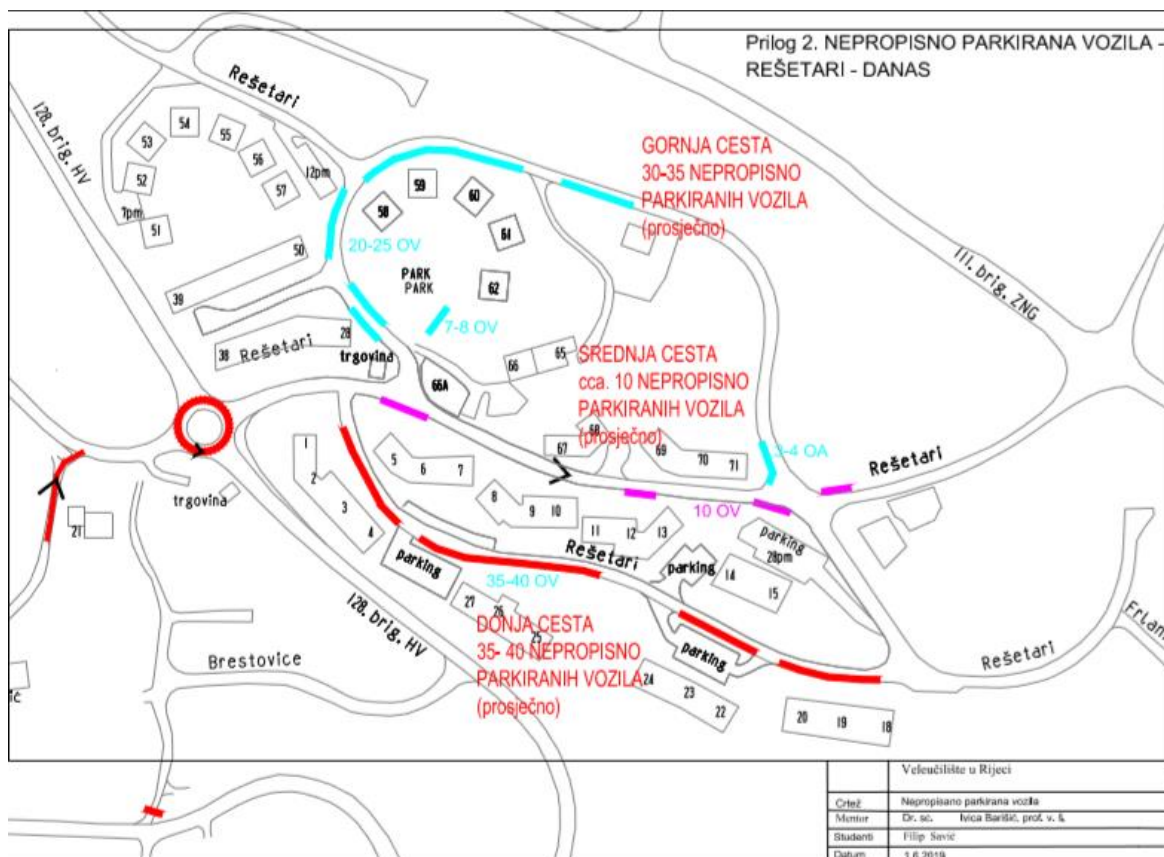 Prilog 2. NEPROPISNO PARKIRANA VOZILA -
REŠETARI - DANAS
Rešetari
128. brig. HV
54
53
55
56
52
57
12pm
7pm
51
59
58
60
61
62
GORNJA CESTA
30-35 NEPROPISNO
PARKIRANIH VOZILA
(prosječno)
20-25 OV
50
39
PARK
PARK
111. brig. ZNG
7-8 OV
28
38
Rešetari
trgovina
66A
66
65
SREDNJA CESTA
cca. 10 NEPROPISNO
PARKIRANIH VOZILA
(prosječno)
68
67
69
70
71
3-4 OA
Rešetari
1
2
3
4
5
6
7
8
9
10
11
12
13
10 OV
trgovina
21
parking
28pm
Rešetari
parking
parking
14
15
35-40 OV
27
26
25
128. brig. HV
DONJA CESTA
35- 40 NEPROPISNO
PARKIRANIH VOZILA
(prosječno)
parking
24
23
22
20
19
18
Rešetari
Frlan
Brestovice
ić
Veleučilište u Rijeci
Crtež Nepropisano parkirana vozila
Mentor Dr. sc. Ivica Barišić, prof. v. š.
Studenti Filip Savić
Datum 1.6.2019.